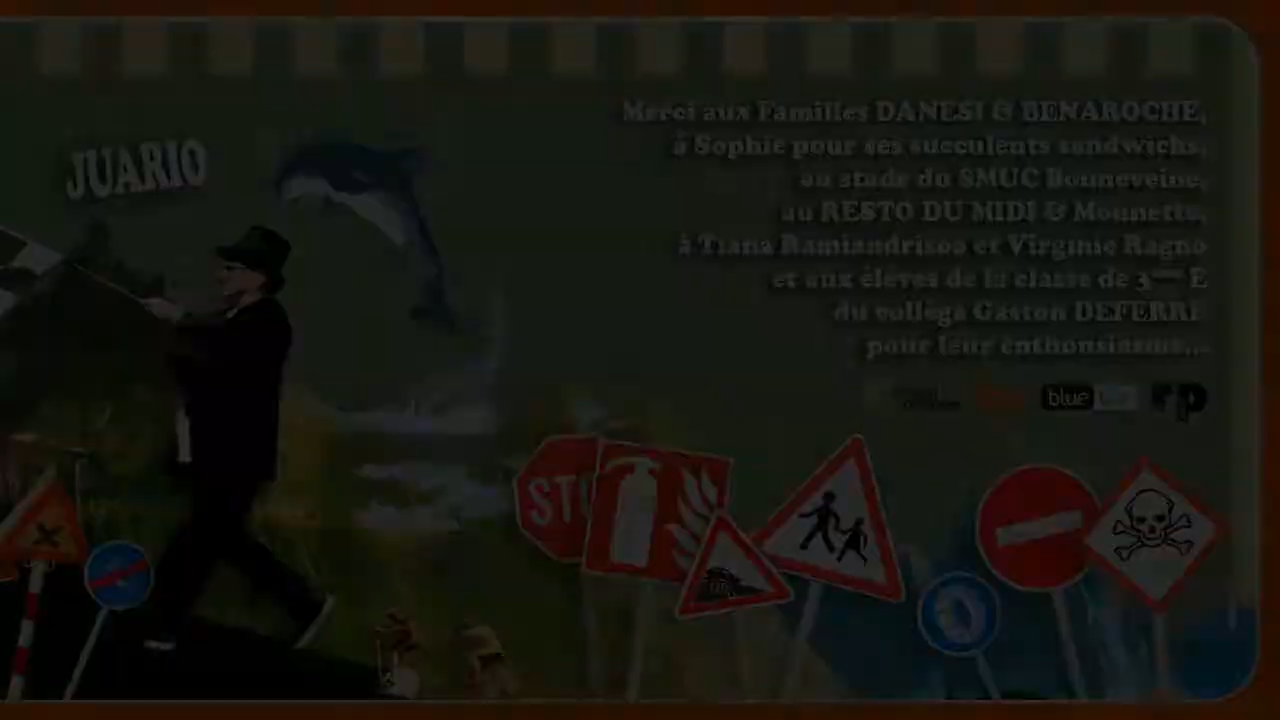 JUARIO
Merci aux Familles DANESI & BENAROCHE,
à Sophie pour ses succulents sandwichs,
au stade du SMUC Bonneveine,
au RESTO DU MIDI & Mounette,
à Tiana Ramiandrisoa et Virginie Ragno
et aux élèves de la classe de 3ème E
du collège Gaston DEFERRE
pour leur enthousiasme...
blue
rp
STO